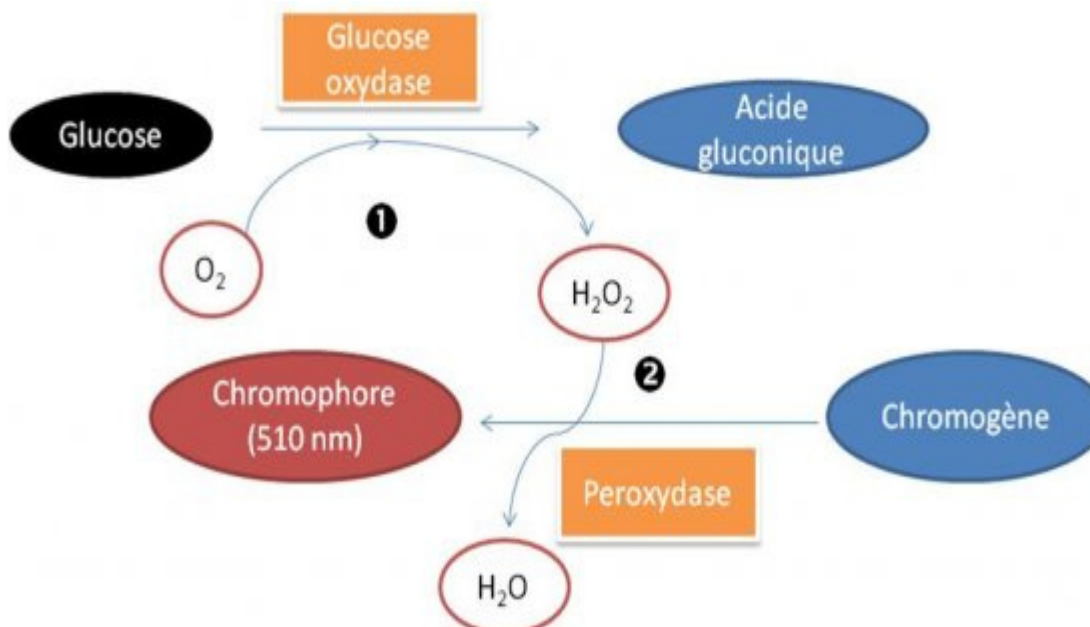 Glucose
oxydase
Glucose
Acide
gluconique
❶
O₂
H₂O₂
❷
Chromophore
(510 nm)
Chromogène
Peroxydase
H₂O